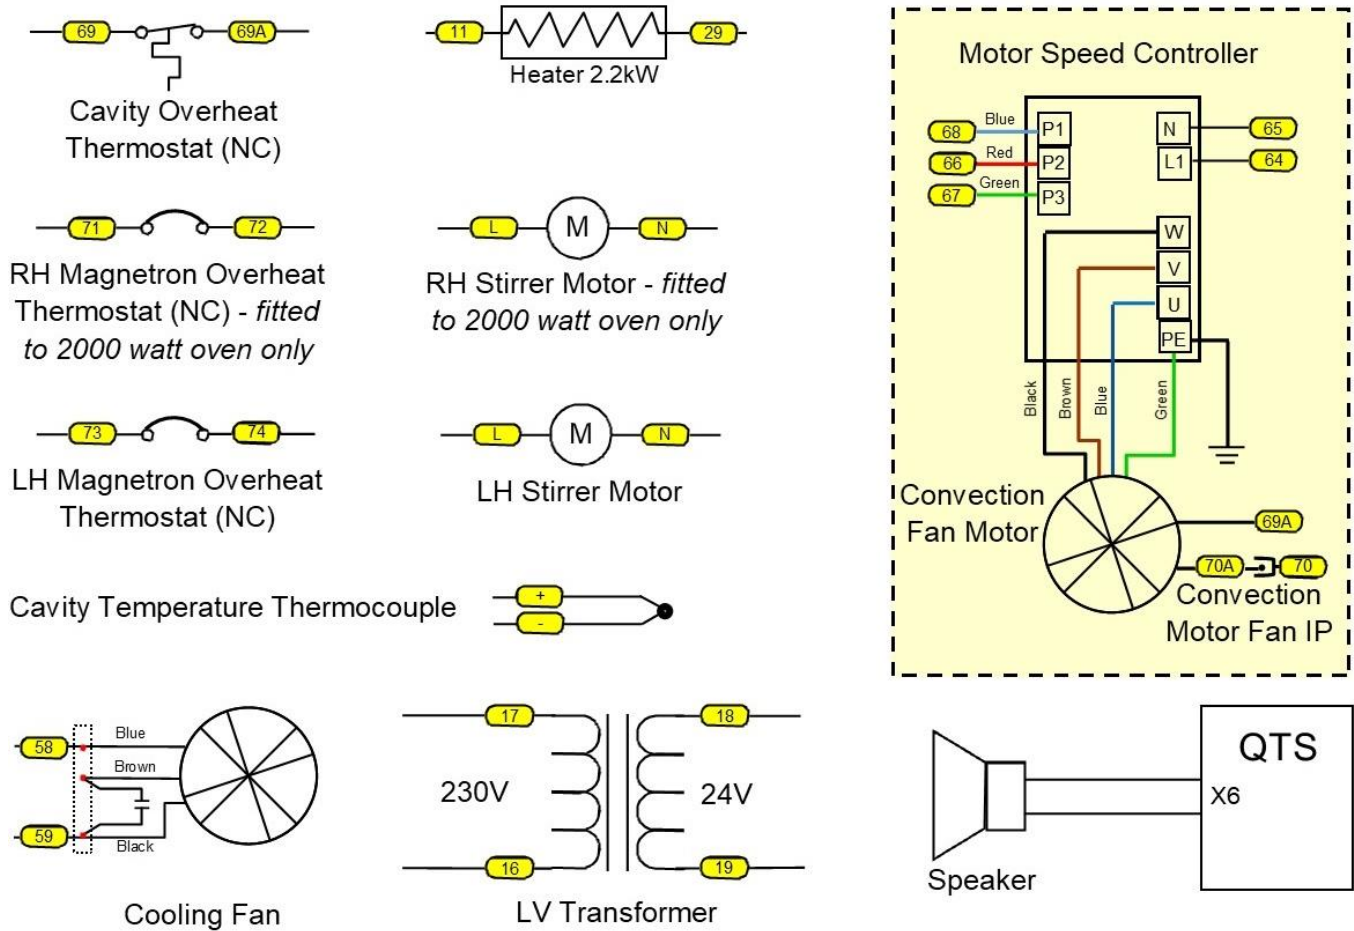 69
69A
Cavity Overheat
Thermostat (NC)
11
29
Heater 2.2kW
71
72
RH Magnetron Overheat
Thermostat (NC) - fitted
to 2000 watt oven only
L
M
N
RH Stirrer Motor - fitted
to 2000 watt oven only
73
74
LH Magnetron Overheat
Thermostat (NC)
L
M
N
LH Stirrer Motor
Cavity Temperature Thermocouple
+
-
58
59
Blue
Brown
Black
Cooling Fan
17
18
230V
24V
16
19
LV Transformer
Motor Speed Controller
68
Blue
P1
66
Red
P2
67
Green
P3
N
65
L1
64
W
V
U
PE
Black
Brown
Blue
Green
Convection
Fan Motor
69A
70A
70
Convection
Motor Fan IP
QTS
X6
Speaker